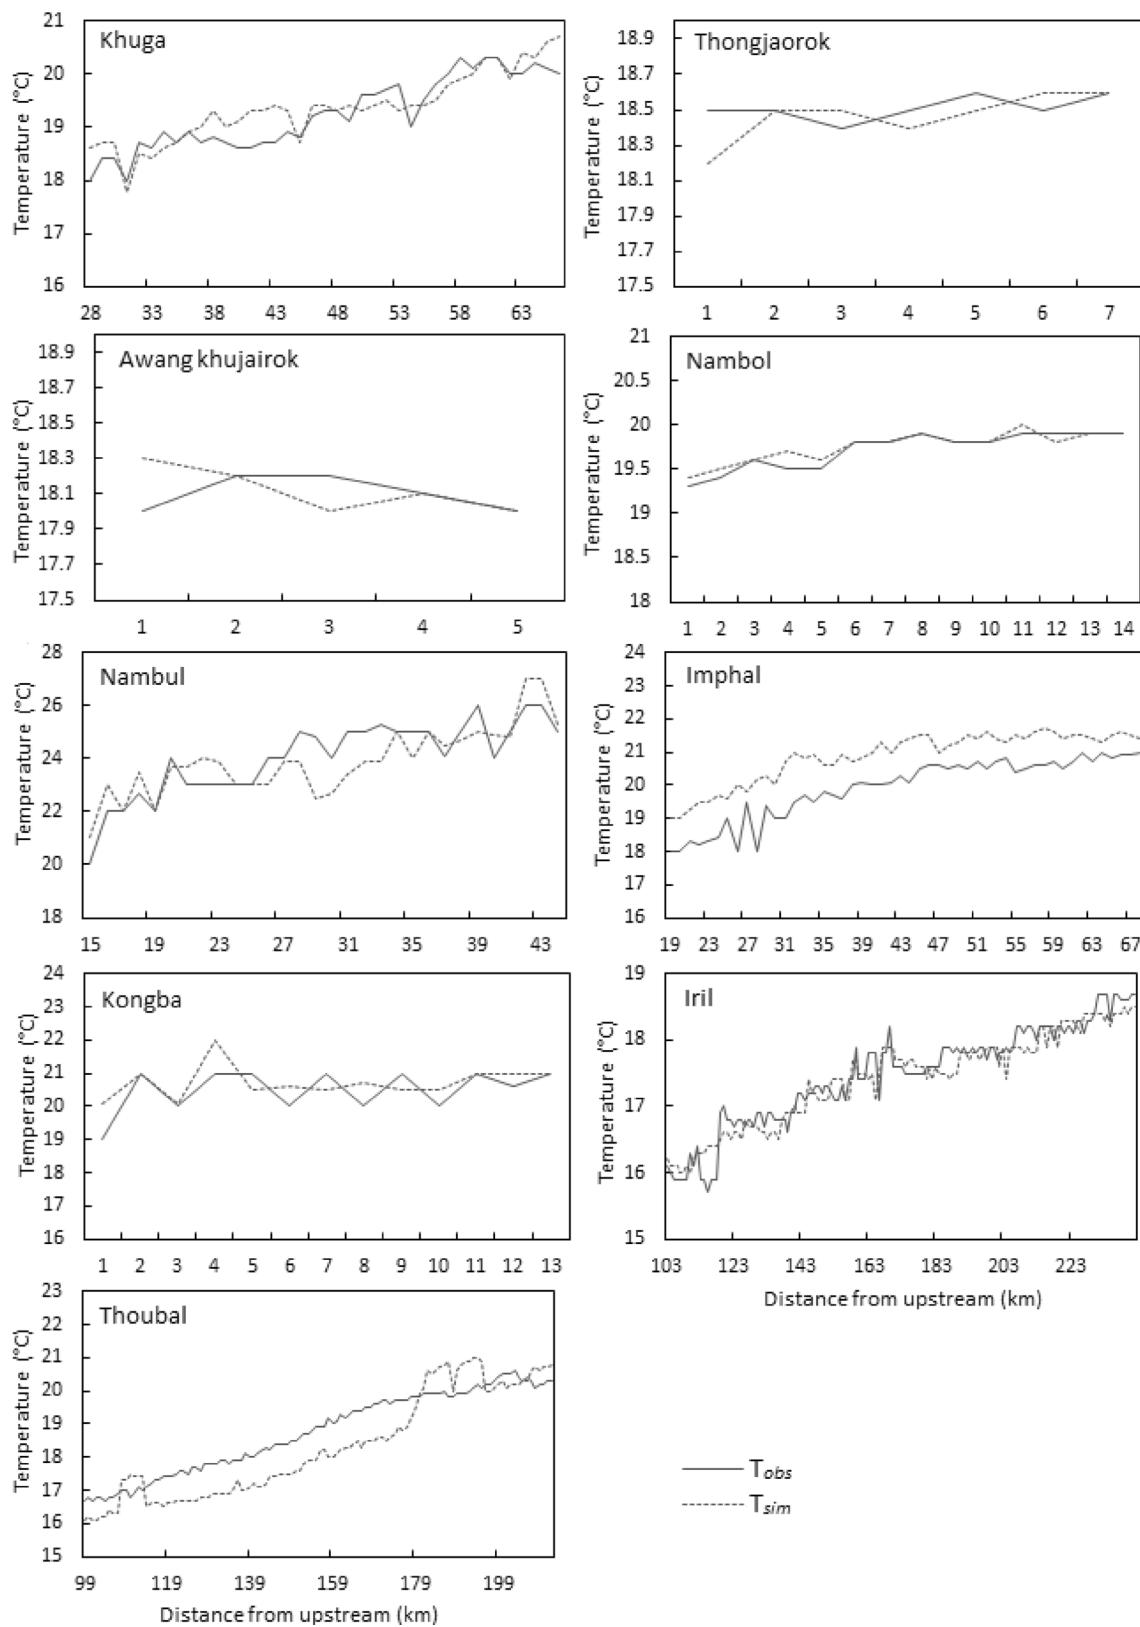 Khuga
Temperature (°C)
21
20
19
18
17
16
28 33 38 43 48 53 58 63
Thongjaorok
Temperature (°C)
18.9
18.7
18.5
18.3
18.1
17.9
17.7
17.5
1 2 3 4 5 6 7
Awang khujairok
Temperature (°C)
18.9
18.7
18.5
18.3
18.1
17.9
17.7
17.5
1 2 3 4 5
Nambol
Temperature (°C)
21
20.5
20
19.5
19
18.5
18
1 2 3 4 5 6 7 8 9 10 11 12 13 14
Nambul
Temperature (°C)
28
26
24
22
20
18
15 19 23 27 31 35 39 43
Imphal
Temperature (°C)
24
23
22
21
20
19
18
17
16
19 23 27 31 35 39 43 47 51 55 59 63 67
Kongba
Temperature (°C)
24
23
22
21
20
19
18
17
16
1 2 3 4 5 6 7 8 9 10 11 12 13
Iril
Temperature (°C)
19
18
17
16
15
103 123 143 163 183 203 223
Distance from upstream (km)
Thoubal
Temperature (°C)
23
22
21
20
19
18
17
16
15
99 119 139 159 179 199
Distance from upstream (km)
Tobs
Tsim